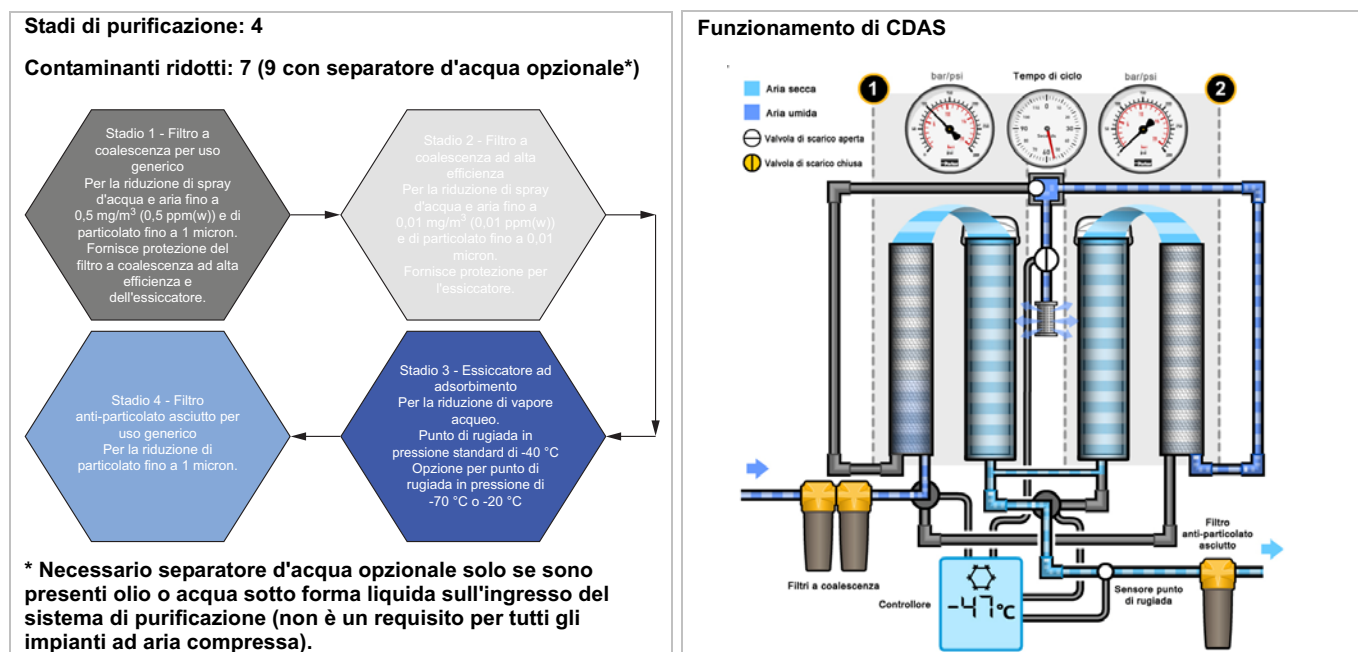 Stadi di purificazione: 4
Contaminanti ridotti: 7 (9 con separatore d'acqua opzionale*)
Stadio 1 - Filtro a
coalescenza per uso
generico
Per la riduzione di spray
d'acqua e aria fino a
0,5 mg/m³ (0,5 ppm(w)) e di
particolato fino a 1 micron.
Fornisce protezione del
filtro a coalescenza ad alta
efficienza e
dell'essiccatore.
Stadio 2 - Filtro a
coalescenza ad alta
efficienza
Per la riduzione di spray
d'acqua e aria fino a
0,01 mg/m³ (0,01 ppm(w))
e di particolato fino a 0,01
micron.
Fornisce protezione per
l'essiccatore.
Stadio 4 - Filtro
anti-particolato asciutto per
uso generico
Per la riduzione di
particolato fino a 1 micron.
Stadio 3 - Essiccatore ad
adsorbimento
Per la riduzione di vapore
acqueo.
Punto di rugiada in
pressione standard di -40 °C
Opzione per punto di
rugiada in pressione di
-70 °C o -20 °C
* Necessario separatore d'acqua opzionale solo se sono
presenti olio o acqua sotto forma liquida sull'ingresso del
sistema di purificazione (non è un requisito per tutti gli
impianti ad aria compressa).
Funzionamento di CDAS
Aria secca
Aria umida
Valvola di scarico aperta
Valvola di scarico chiusa
1
bar/psi
Tempo di ciclo
bar/psi
2
0
30
60
90
Filtri a coalescenza
Controllore
-47°C
Sensore punto
di rugiada
Filtro
anti-particolato
asciutto